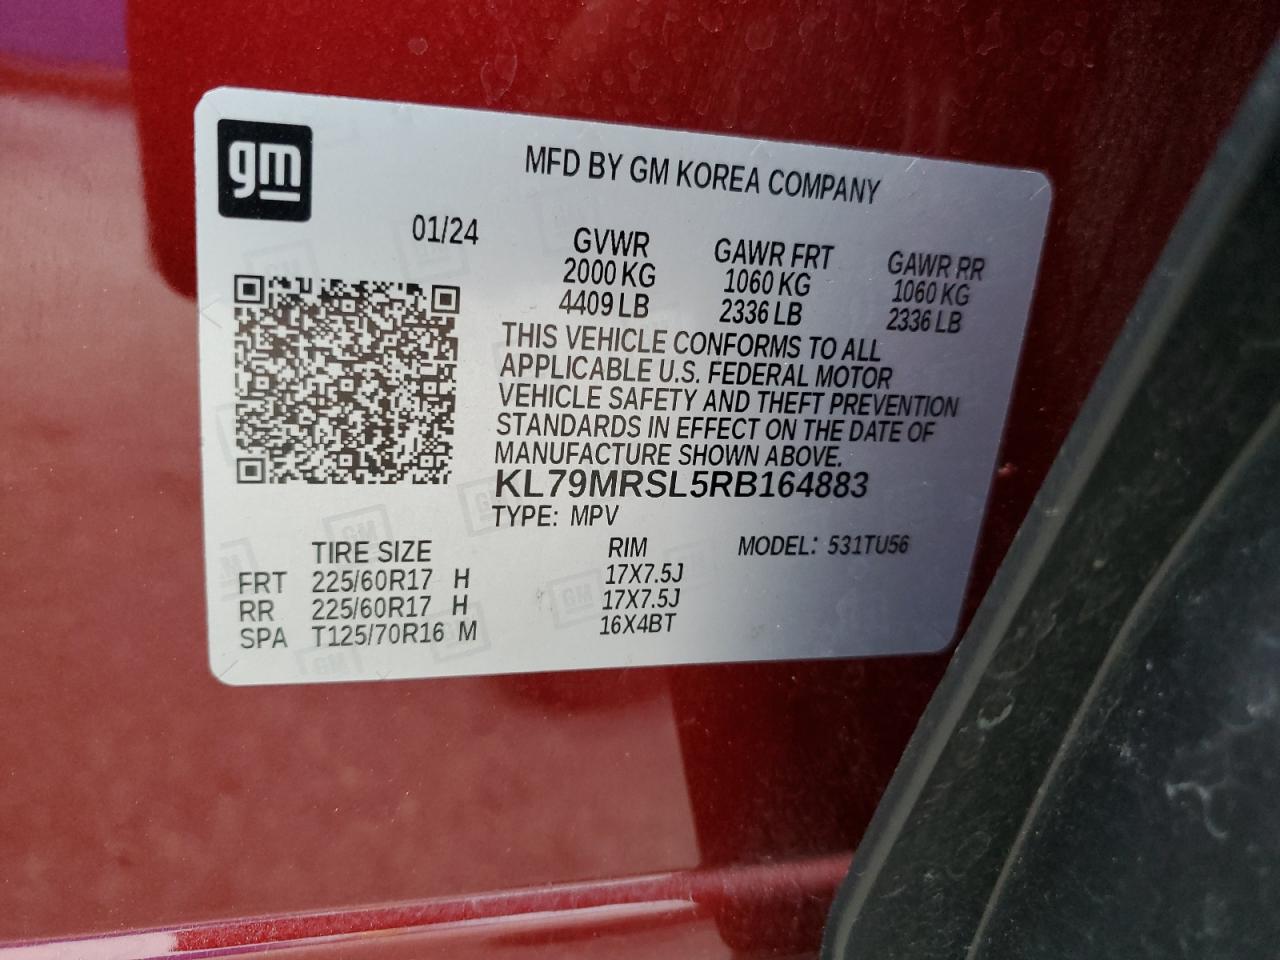 gm
MFD BY GM KOREA COMPANY
01/24
GVWR GAWR FRT GAWR RR
2000 KG 1060 KG 1060 KG
4409 LB 2336 LB 2336 LB
THIS VEHICLE CONFORMS TO ALL
APPLICABLE U.S. FEDERAL MOTOR
VEHICLE SAFETY AND THEFT PREVENTION
STANDARDS IN EFFECT ON THE DATE OF
MANUFACTURE SHOWN ABOVE.
KL79MRSL5RB164883
TYPE: MPV
TIRE SIZE RIM MODEL: 531TU56
FRT 225/60R17 H 17X7.5J
RR 225/60R17 H 17X7.5J
SPA T125/70R16 M 16X4BT